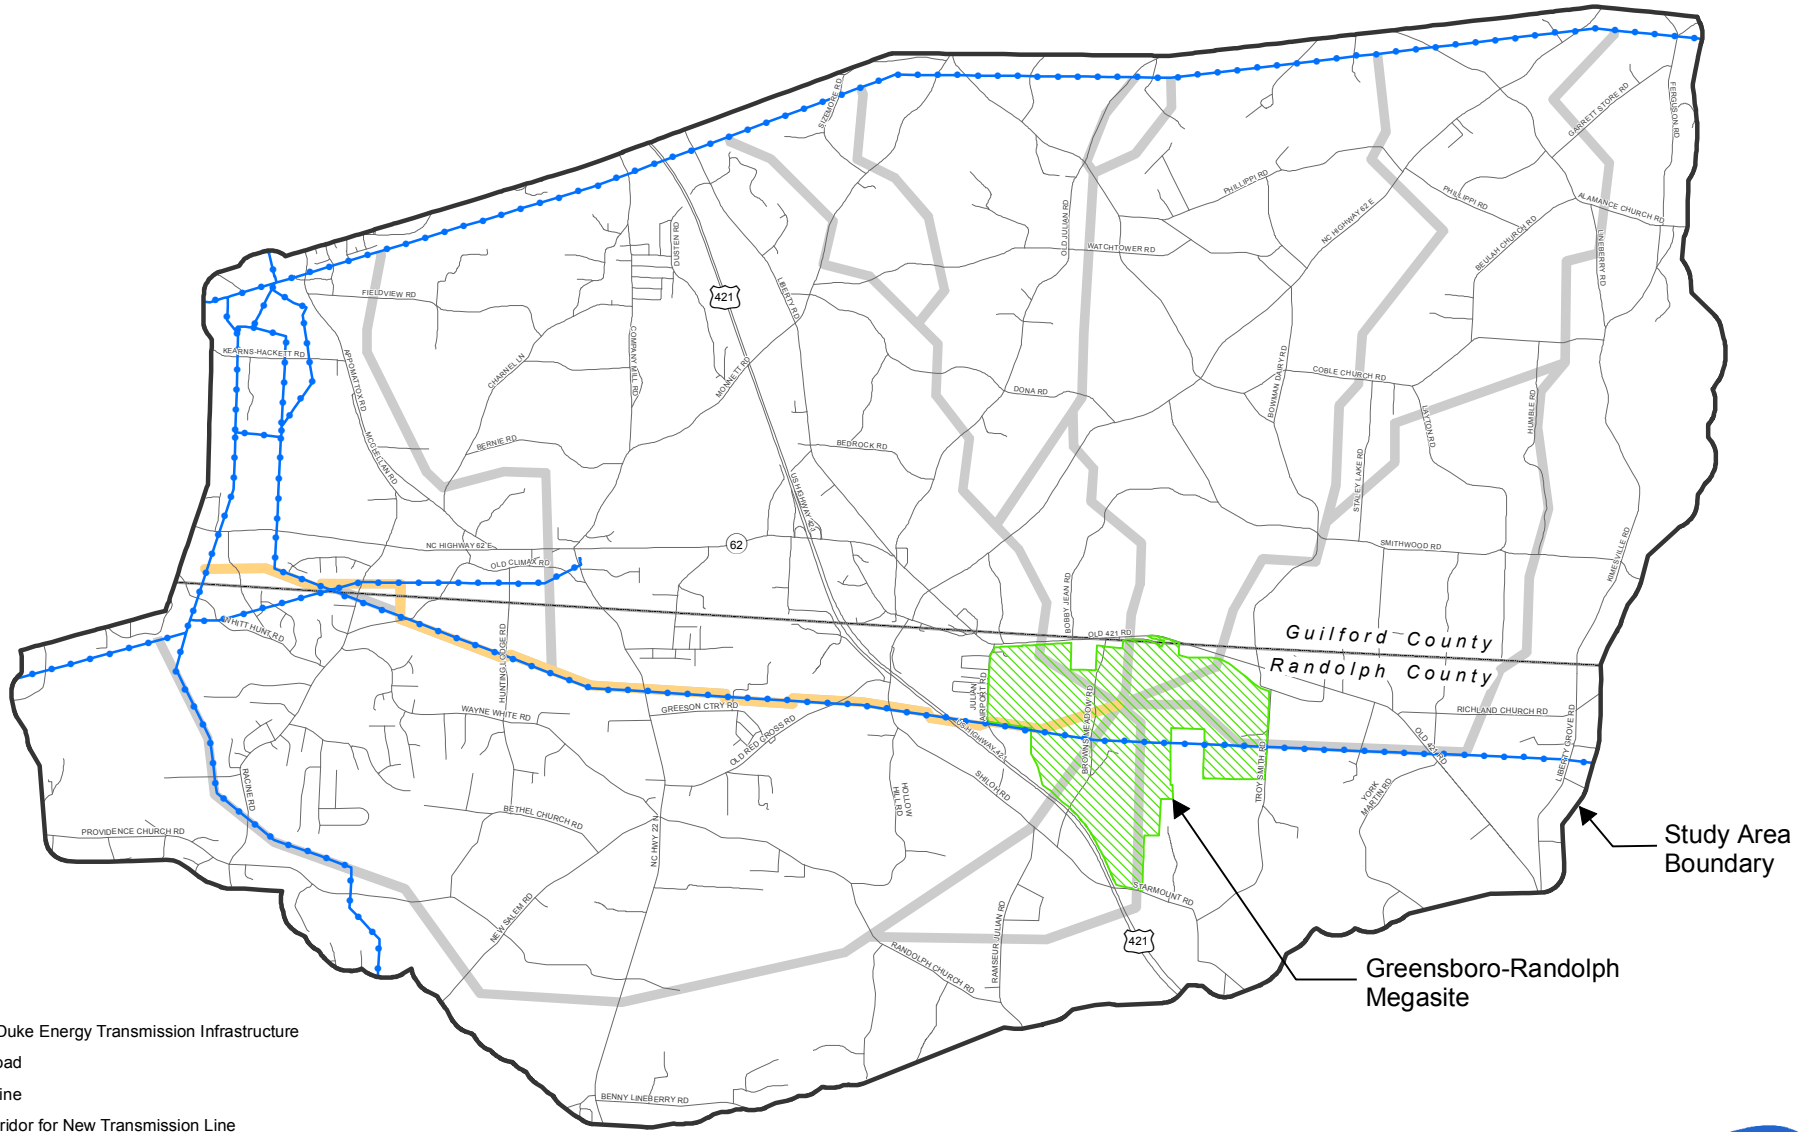 SIZEMORE RD
FERGUSON RD
GARRETT STORE RD
PHILLIPPI RD
PHILLIPPI RD
ALAMANCE CHURCH RD
NC HIGHWAY 62 E
BEULAH CHURCH RD
LINEBERRY RD
OLD JULIAN RD
WATCHTOWER RD
DUSTEN RD
421
LIBERTY RD
FIELDVIEW RD
KEARNS-HACKETT RD
APPOMATTOX RD
CHARNEL LN
COMPANY MILL RD
MONNETT RD
DONA RD
BOWMAN DAIRY RD
COBLE CHURCH RD
LAYTON RD
HUMBLE RD
MCCLELLAN RD
BERNIE RD
BEDROCK RD
STALEY LAKE RD
US HIGHWAY 421
NC HIGHWAY 62 E
62
OLD CLIMAX RD
SMITHWOOD RD
KIMESVILLE RD
BOBBY JEAN RD
OLD 421 RD
Guilford County
Randolph County
WHITT HUNT RD
HUNTING LODGE RD
WAYNE WHITE RD
GREESON CTRY RD
OLD RED CROSS RD
JULIAN
AIRPORT RD
US HIGHWAY 421
BROWNS MEADOW RD
TROY SMITH RD
RICHLAND CHURCH RD
OLD 421 RD
LIBERTY GROVE RD
YORK
MARTIN RD
SHILOH RD
HOLLOW
HILL RD
RACINE RD
BETHEL CHURCH RD
PROVIDENCE CHURCH RD
NC HWY 22 N
NEW SALEM RD
STARMOUNT RD
RAMSEUR JULIAN RD
RANDOLPH CHURCH RD
421
BENNY LINEBERRY RD
Study Area
Boundary
Greensboro-Randolph
Megasite
Duke Energy Transmission Infrastructure
oad
ine
ridor for New Transmission Line